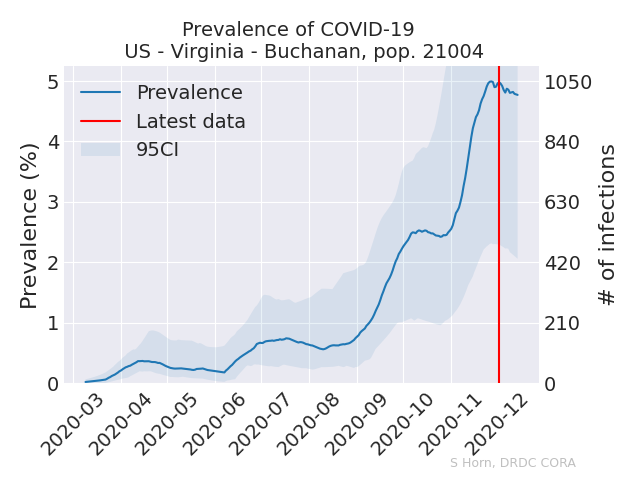 Prevalence of COVID-19
US - Virginia - Buchanan, pop. 21004
Prevalence
Latest data
95CI
Prevalence (%)
5
4
3
2
1
0
# of infections
1050
840
630
420
210
0
2020-03
2020-04
2020-05
2020-06
2020-07
2020-08
2020-09
2020-10
2020-11
2020-12
S Horn, DRDC CORA